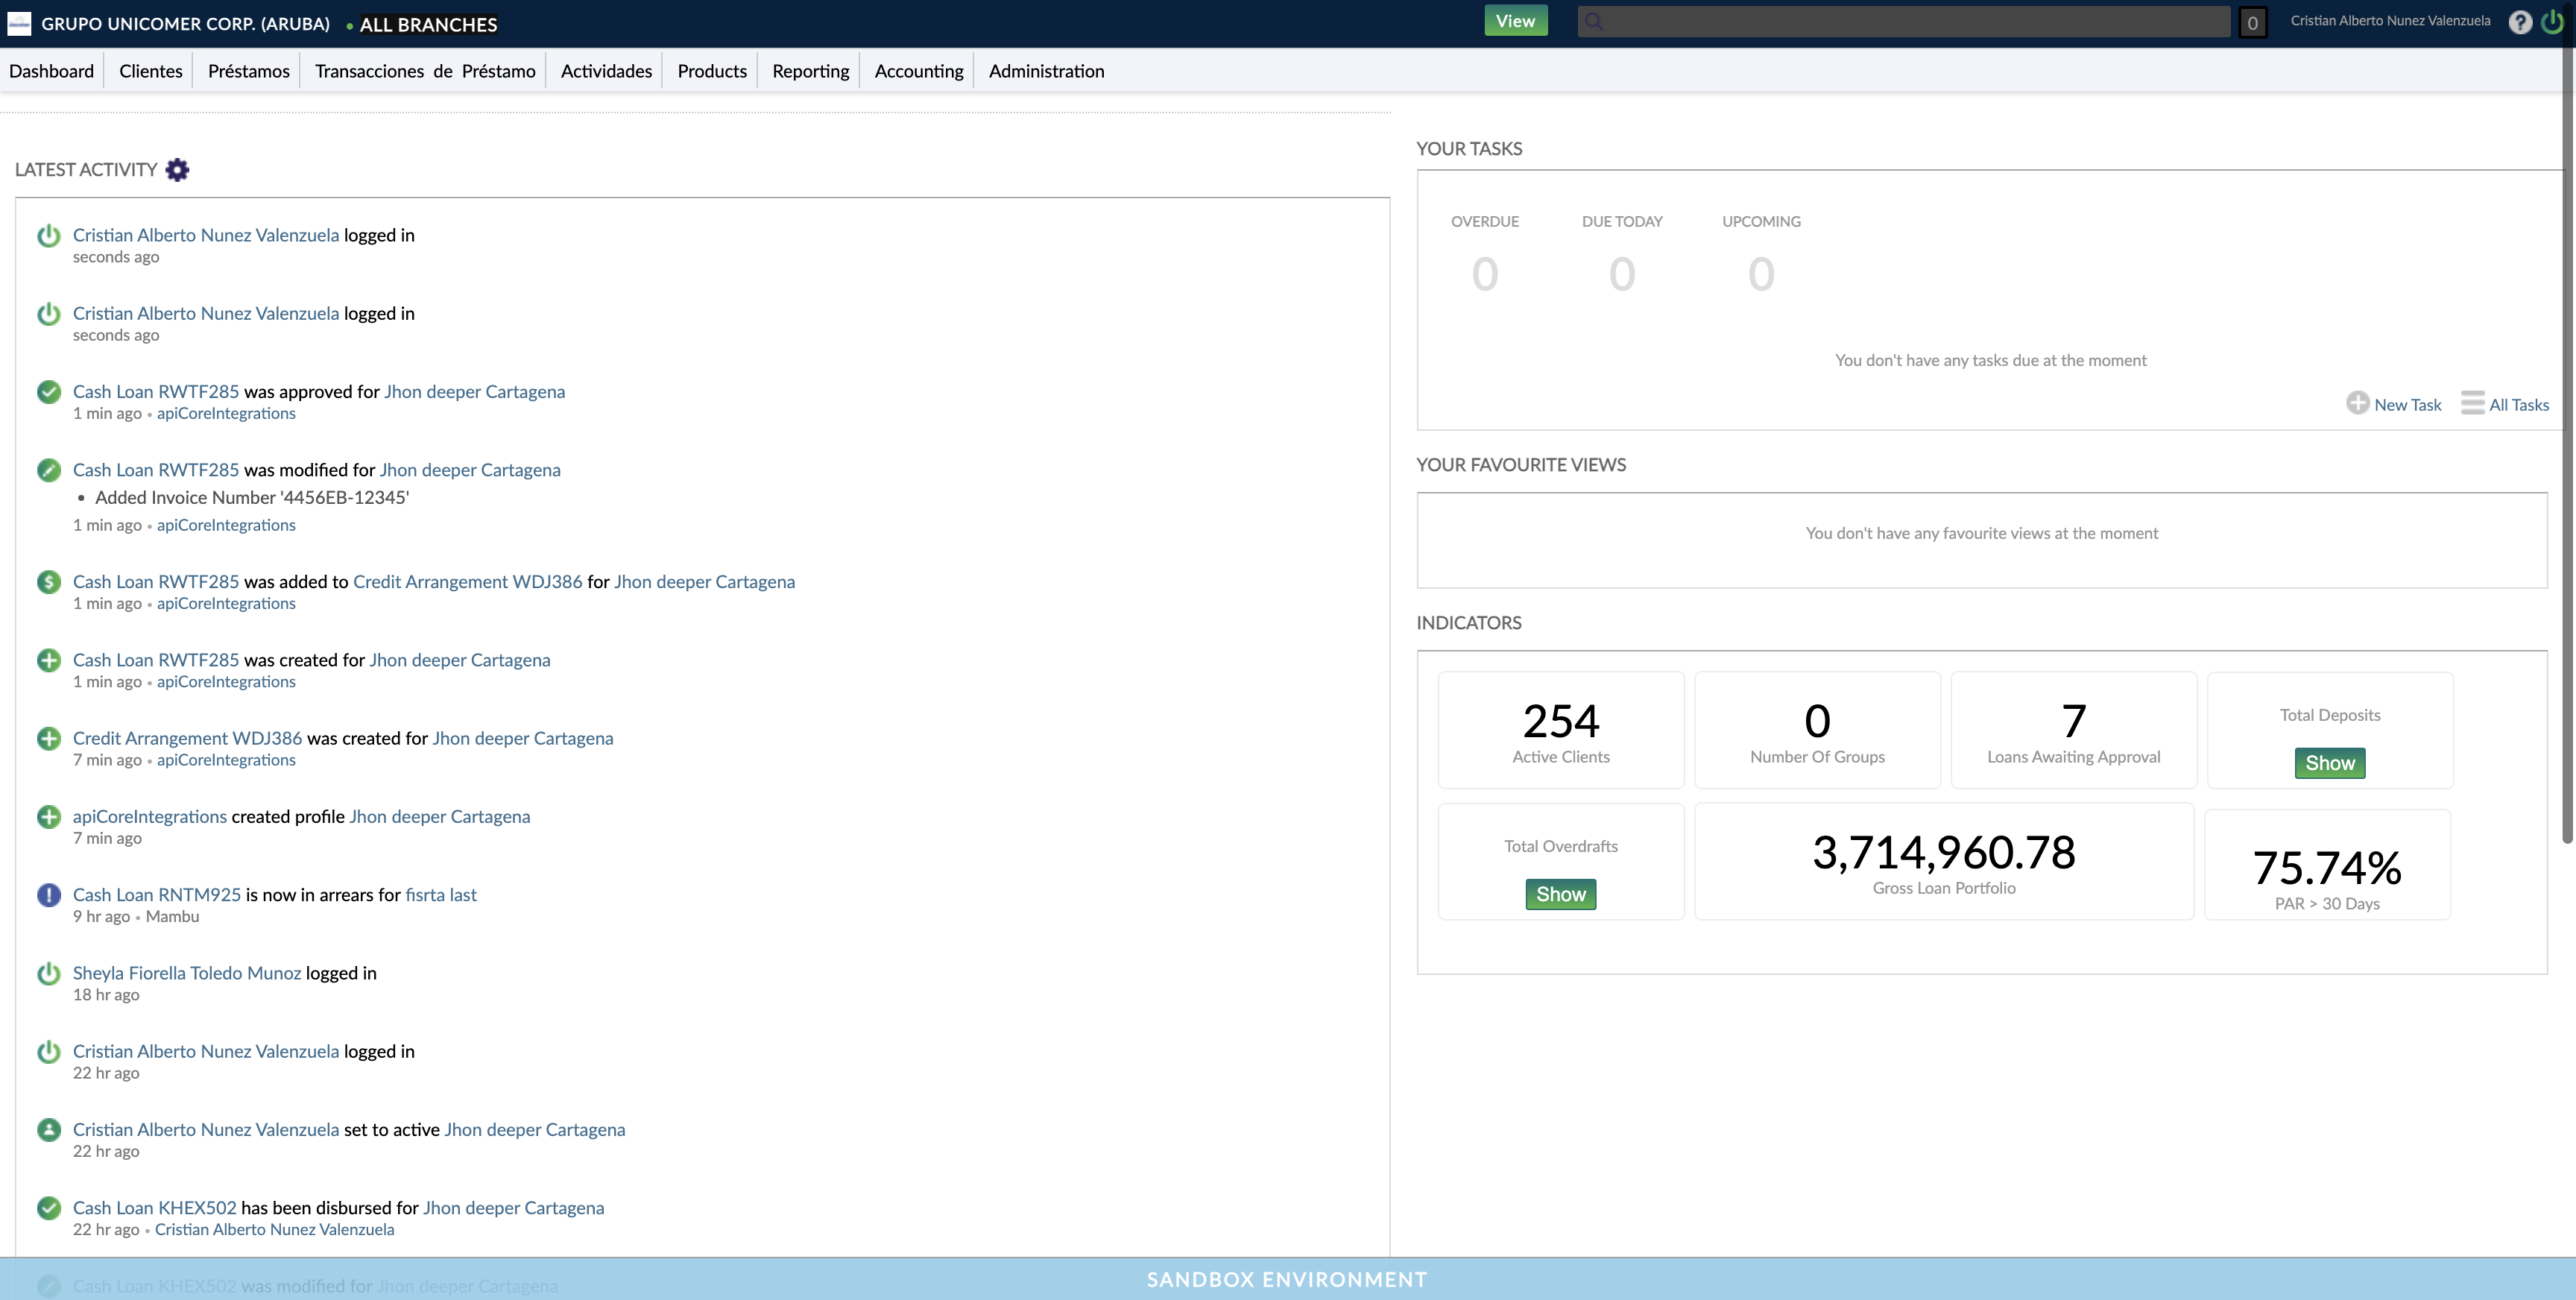 GRUPO UNICOMER CORP. (ARUBA) • ALL BRANCHES
View
0
Cristian Alberto Nunez Valenzuela
?
Dashboard
Clientes
Préstamos
Transacciones de Préstamo
Actividades
Products
Reporting
Accounting
Administration
LATEST ACTIVITY
Cristian Alberto Nunez Valenzuela logged in
seconds ago
Cristian Alberto Nunez Valenzuela logged in
seconds ago
Cash Loan RWTF285 was approved for Jhon deeper Cartagena
1 min ago • apiCoreIntegrations
Cash Loan RWTF285 was modified for Jhon deeper Cartagena
• Added Invoice Number '4456EB-12345'
1 min ago • apiCoreIntegrations
Cash Loan RWTF285 was added to Credit Arrangement WDJ386 for Jhon deeper Cartagena
1 min ago • apiCoreIntegrations
Cash Loan RWTF285 was created for Jhon deeper Cartagena
1 min ago • apiCoreIntegrations
Credit Arrangement WDJ386 was created for Jhon deeper Cartagena
7 min ago • apiCoreIntegrations
apiCoreIntegrations created profile Jhon deeper Cartagena
7 min ago
Cash Loan RNTM925 is now in arrears for fisrta last
9 hr ago • Mambu
Sheyla Fiorella Toledo Munoz logged in
18 hr ago
Cristian Alberto Nunez Valenzuela logged in
22 hr ago
Cristian Alberto Nunez Valenzuela set to active Jhon deeper Cartagena
22 hr ago
Cash Loan KHEX502 has been disbursed for Jhon deeper Cartagena
22 hr ago • Cristian Alberto Nunez Valenzuela
Cash Loan KHEX502 was modified for Jhon deeper Cartagena
YOUR TASKS
OVERDUE
DUE TODAY
UPCOMING
0
0
0
You don't have any tasks due at the moment
New Task
All Tasks
YOUR FAVOURITE VIEWS
You don't have any favourite views at the moment
INDICATORS
254
Active Clients
0
Number Of Groups
7
Loans Awaiting Approval
Total Deposits
Show
Total Overdrafts
Show
3,714,960.78
Gross Loan Portfolio
75.74%
PAR > 30 Days
SANDBOX ENVIRONMENT